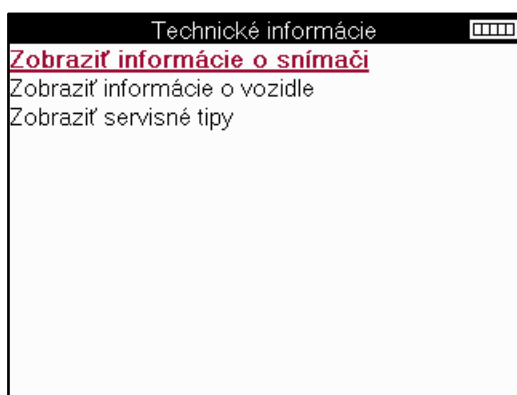 Technické informácie
Zobraziť informácie o snímači
Zobraziť informácie o vozidle
Zobraziť servisné tipy